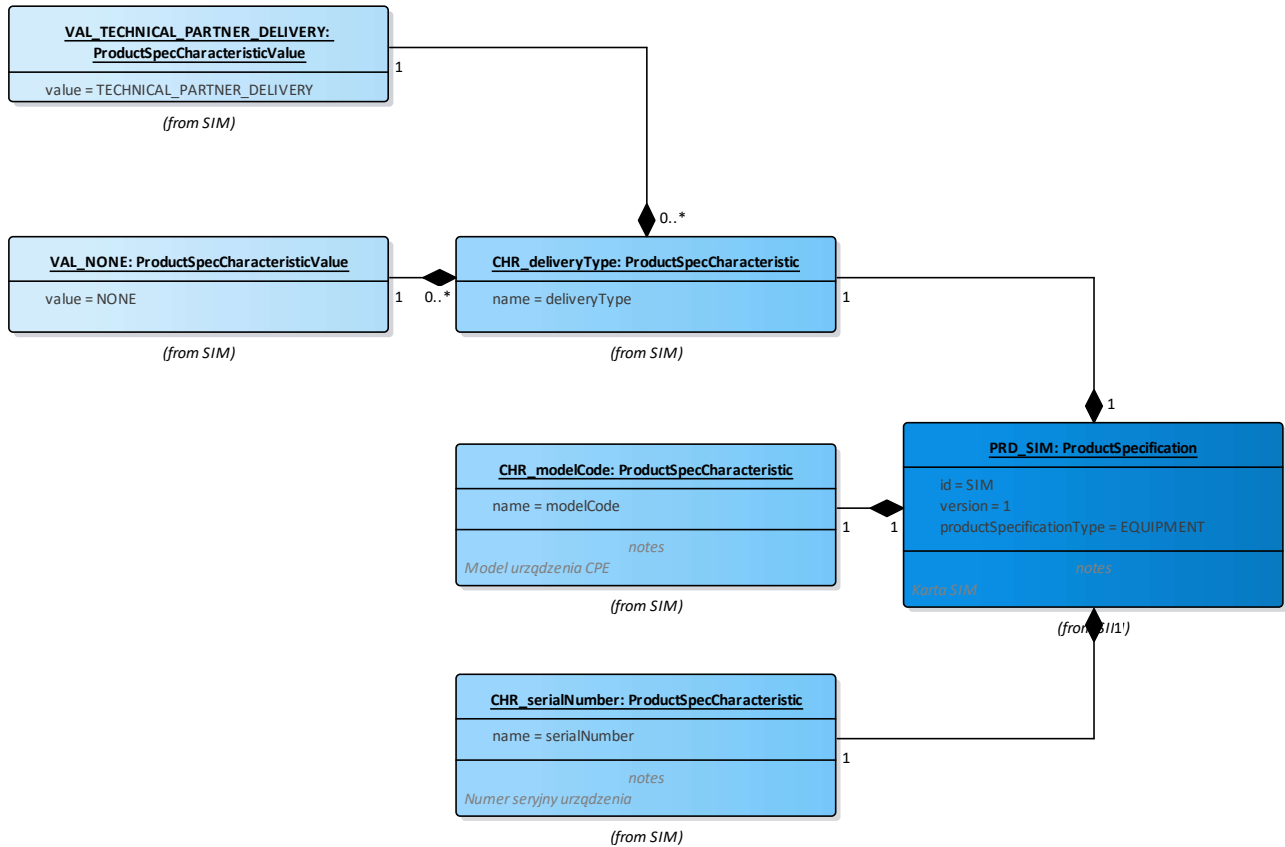 VAL_TECHNICAL_PARTNER_DELIVERY:
ProductSpecCharacteristicValue
value = TECHNICAL_PARTNER_DELIVERY
(from SIM)
1
0..*
VAL_NONE: ProductSpecCharacteristicValue
value = NONE
(from SIM)
1
0..*
CHR_deliveryType: ProductSpecCharacteristic
name = deliveryType
(from SIM)
1
1
CHR_modelCode: ProductSpecCharacteristic
name = modelCode
notes
Model urządzenia CPE
(from SIM)
1
1
PRD_SIM: ProductSpecification
id = SIM
version = 1
productSpecificationType = EQUIPMENT
notes
Karta SIM
(from
1
CHR_serialNumber: ProductSpecCharacteristic
name = serialNumber
notes
Numer seryjny urządzenia
(from SIM)
1